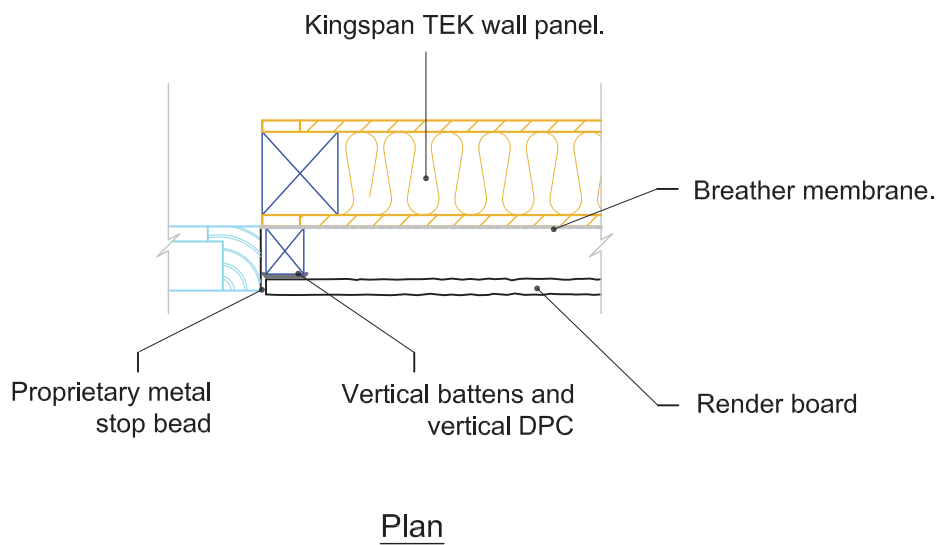 Kingspan TEK wall panel.
Breather membrane.
Proprietary metal
stop bead
Vertical battens and
vertical DPC
Render board
Plan